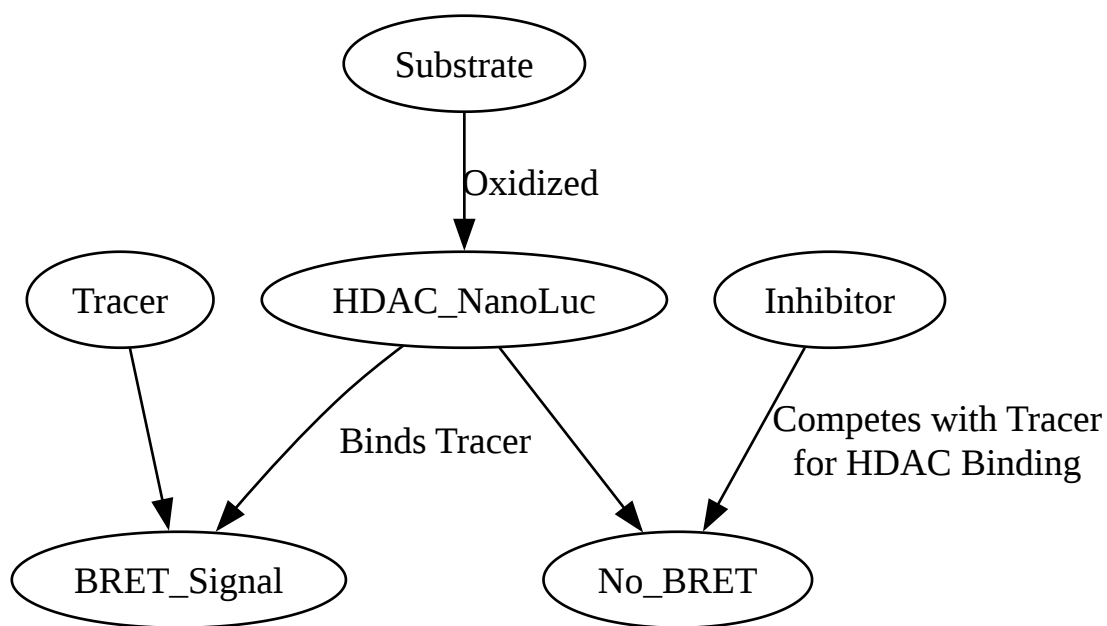 Substrate
Oxidized
Tracer
HDAC_NanoLuc
Inhibitor
Binds Tracer
Competes with Tracer
for HDAC Binding
BRET_Signal
No_BRET